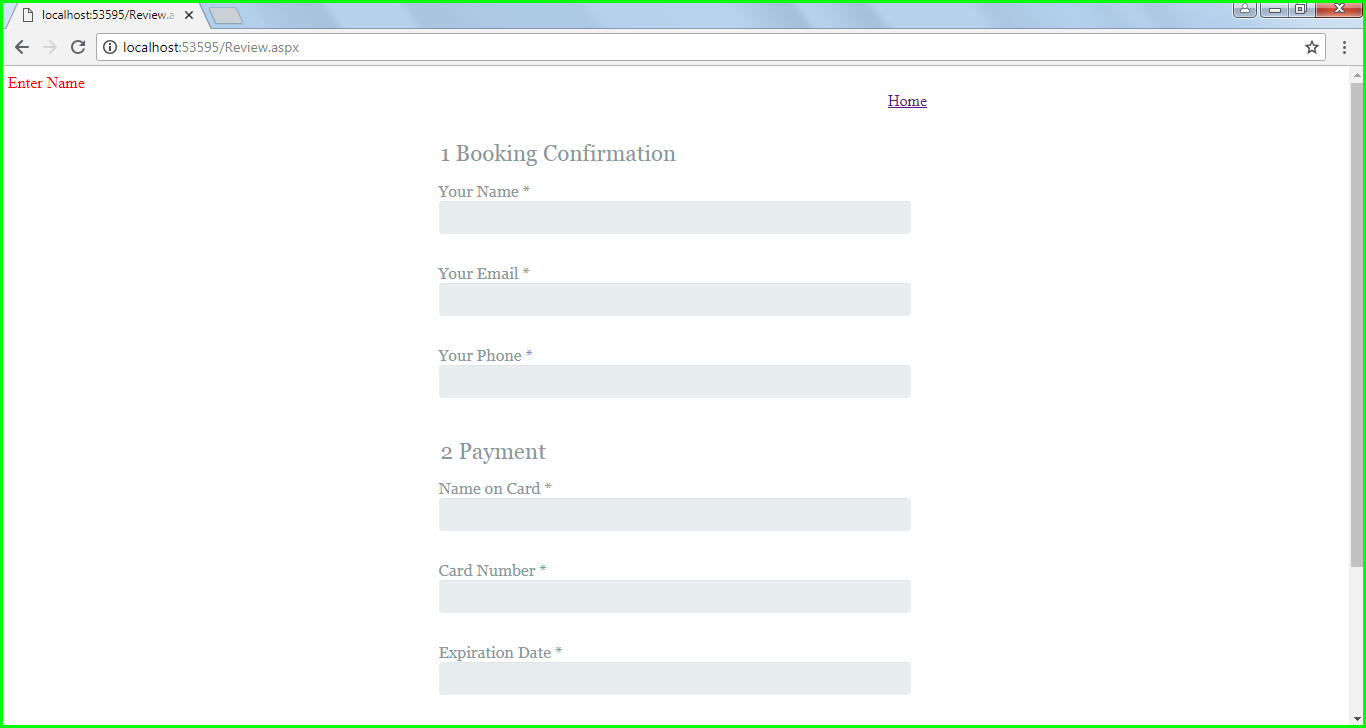 localhost:53595/Review.a
localhost:53595/Review.aspx
Enter Name
Home
1 Booking Confirmation
Your Name *
Your Email *
Your Phone *
2 Payment
Name on Card *
Card Number *
Expiration Date *